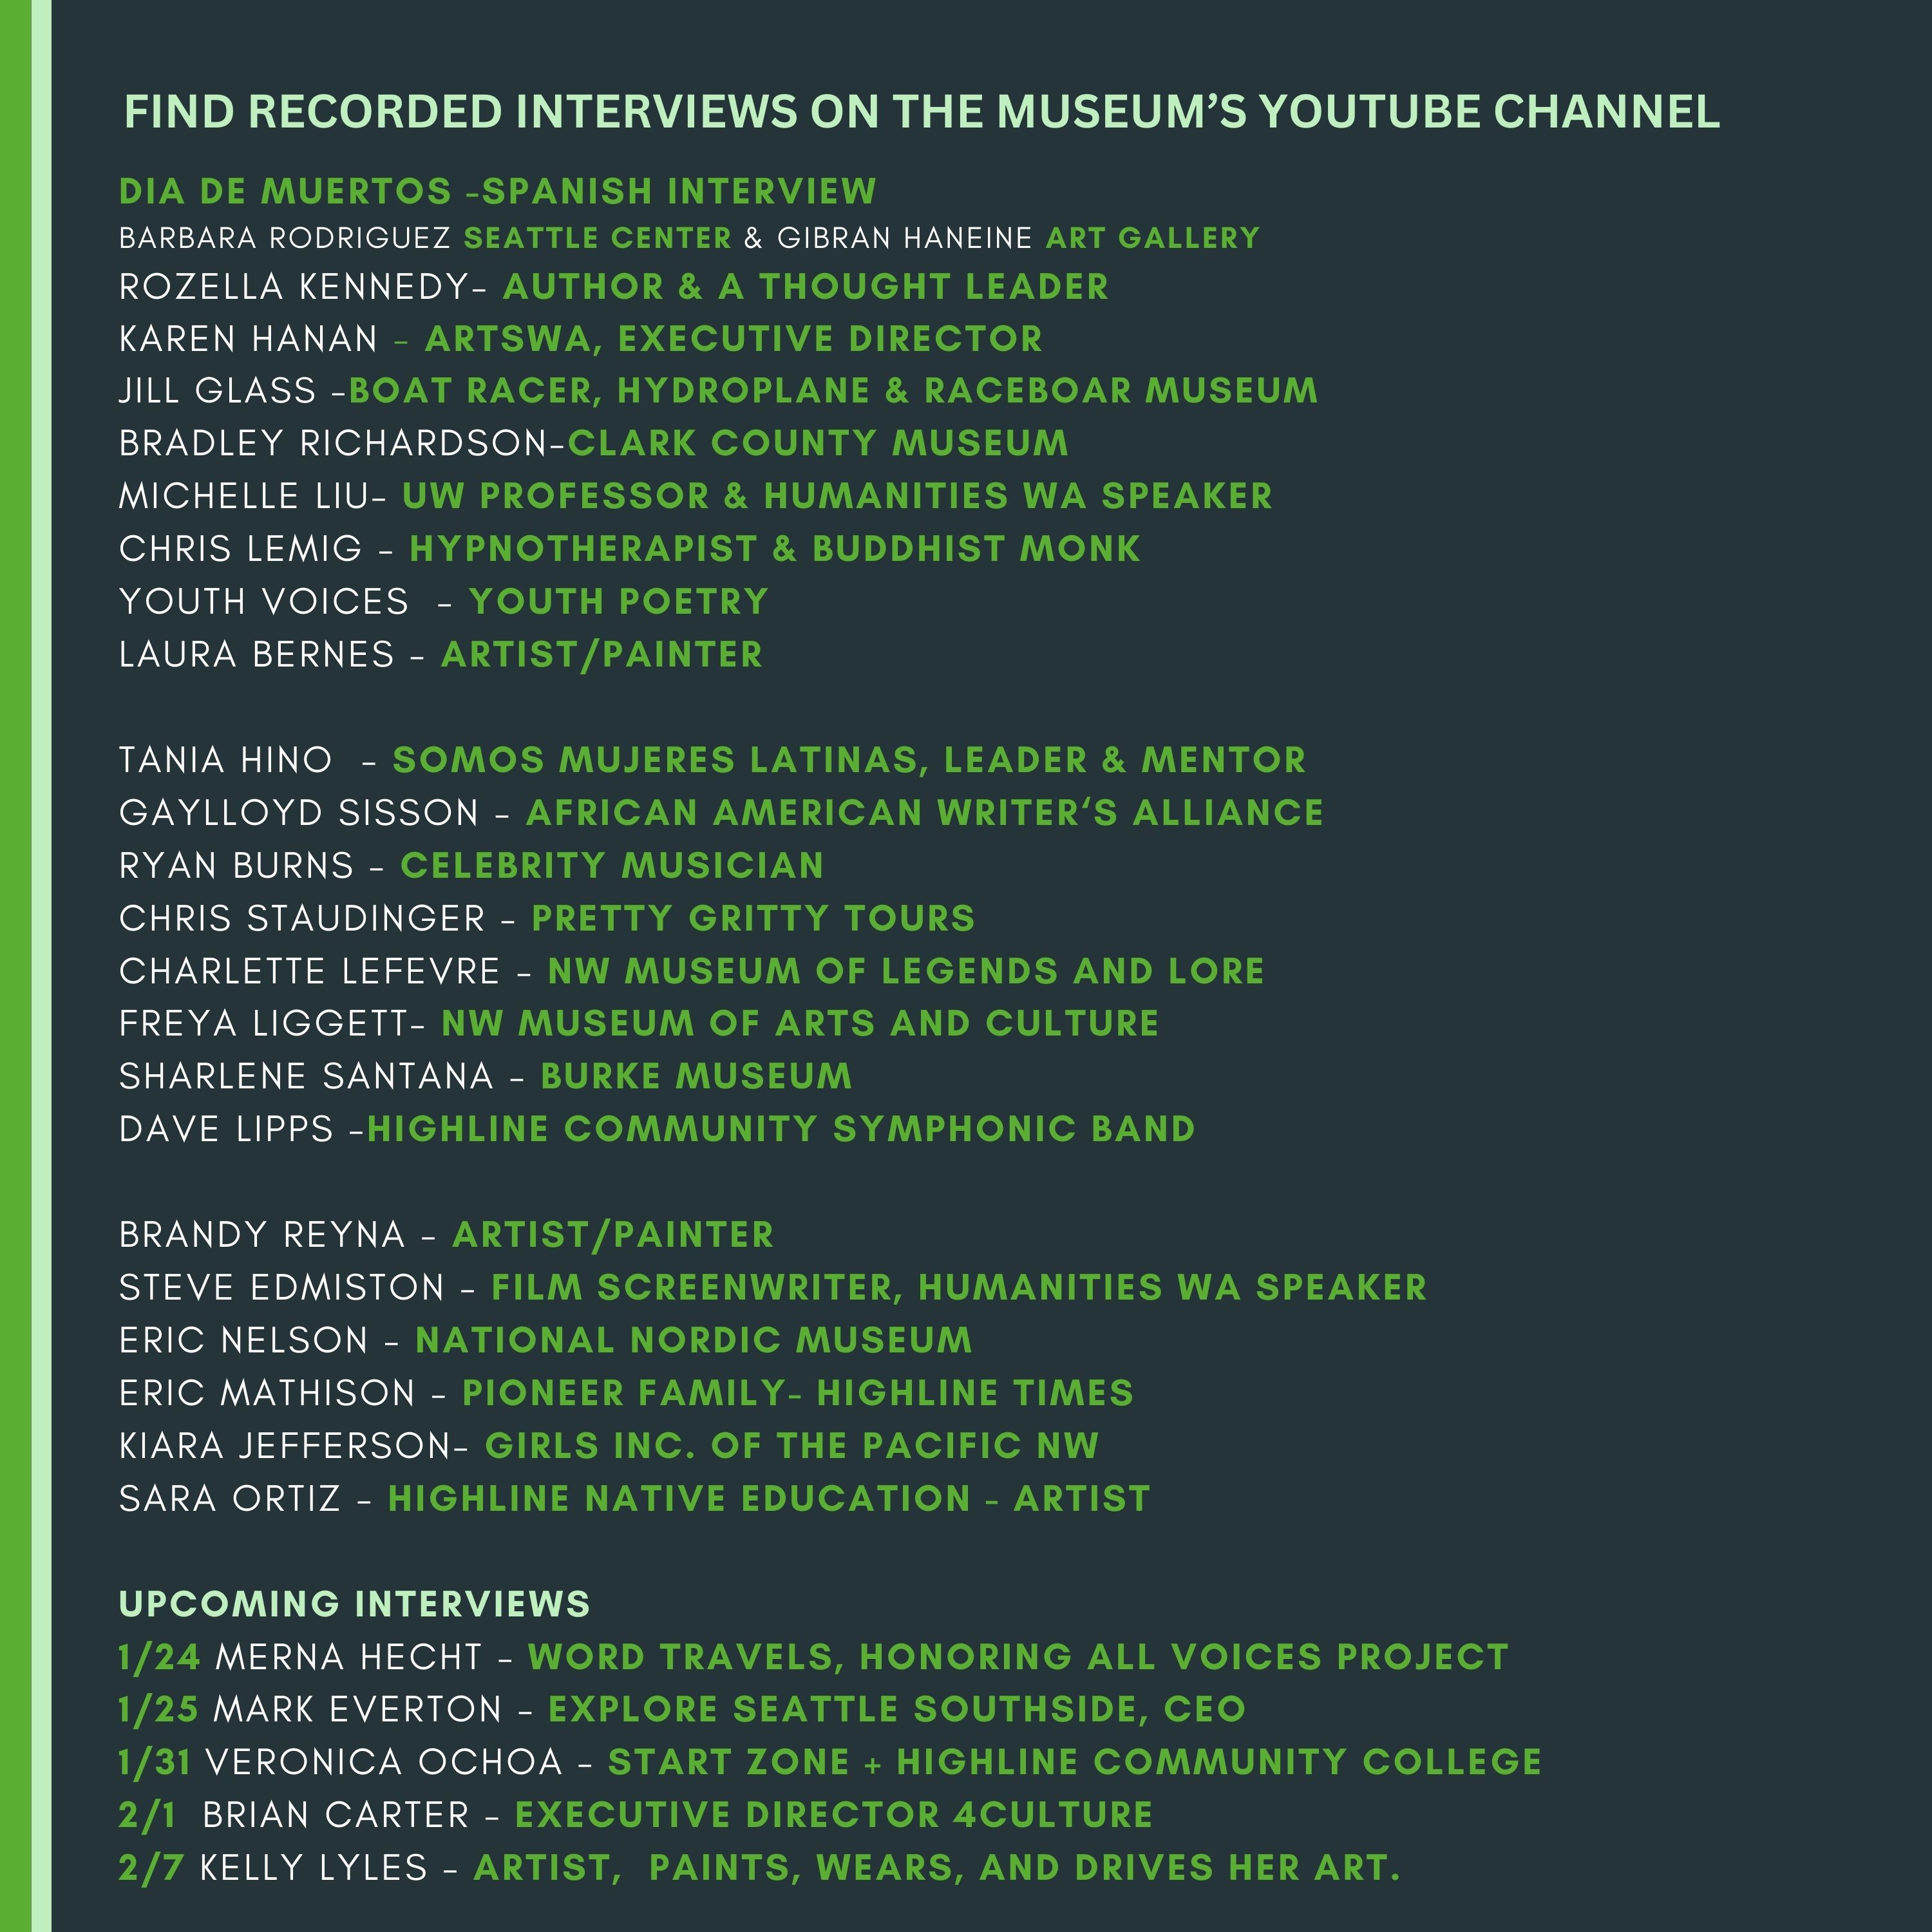 FIND RECORDED INTERVIEWS ON THE MUSEUM’S YOUTUBE CHANNEL
DIA DE MUERTOS -SPANISH INTERVIEW
BARBARA RODRIGUEZ SEATTLE CENTER & GIBRAN HANEINE ART GALLERY
ROZELLA KENNEDY- AUTHOR & A THOUGHT LEADER
KAREN HANAN - ARTSWA, EXECUTIVE DIRECTOR
JILL GLASS -BOAT RACER, HYDROPLANE & RACEBOAR MUSEUM
BRADLEY RICHARDSON-CLARK COUNTY MUSEUM
MICHELLE LIU- UW PROFESSOR & HUMANITIES WA SPEAKER
CHRIS LEMIG - HYPNOTHERAPIST & BUDDHIST MONK
YOUTH VOICES - YOUTH POETRY
LAURA BERNES - ARTIST/PAINTER
TANIA HINO - SOMOS MUJERES LATINAS, LEADER & MENTOR
GAYLLOYD SISSON - AFRICAN AMERICAN WRITER‘S ALLIANCE
RYAN BURNS - CELEBRITY MUSICIAN
CHRIS STAUDINGER - PRETTY GRITTY TOURS
CHARLETTE LEFEVRE - NW MUSEUM OF LEGENDS AND LORE
FREYA LIGGETT- NW MUSEUM OF ARTS AND CULTURE
SHARLENE SANTANA - BURKE MUSEUM
DAVE LIPPS -HIGHLINE COMMUNITY SYMPHONIC BAND
BRANDY REYNA - ARTIST/PAINTER
STEVE EDMISTON - FILM SCREENWRITER, HUMANITIES WA SPEAKER
ERIC NELSON - NATIONAL NORDIC MUSEUM
ERIC MATHISON - PIONEER FAMILY- HIGHLINE TIMES
KIARA JEFFERSON- GIRLS INC. OF THE PACIFIC NW
SARA ORTIZ - HIGHLINE NATIVE EDUCATION - ARTIST
UPCOMING INTERVIEWS
1/24 MERNA HECHT - WORD TRAVELS, HONORING ALL VOICES PROJECT
1/25 MARK EVERTON - EXPLORE SEATTLE SOUTHSIDE, CEO
1/31 VERONICA OCHOA - START ZONE + HIGHLINE COMMUNITY COLLEGE
2/1 BRIAN CARTER - EXECUTIVE DIRECTOR 4CULTURE
2/7 KELLY LYLES - ARTIST, PAINTS, WEARS, AND DRIVES HER ART.